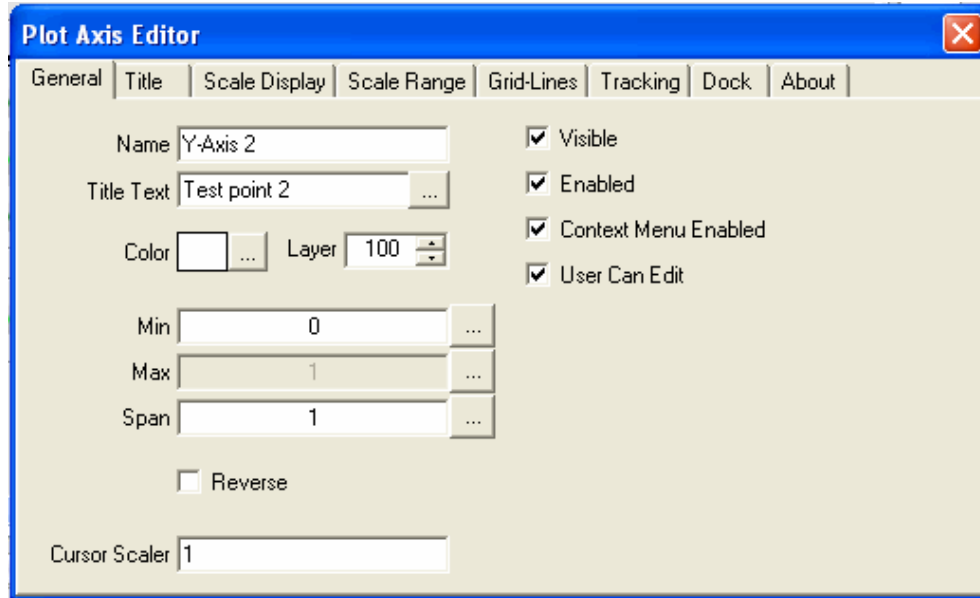 Plot Axis Editor
General Title Scale Display Scale Range Grid-Lines Tracking Dock About
Name Y-Axis 2
Title Text Test point 2 ...
Color ... Layer 100
Min 0 ...
Max 1 ...
Span 1 ...
Reverse
Cursor Scaler 1
Visible
Enabled
Context Menu Enabled
User Can Edit